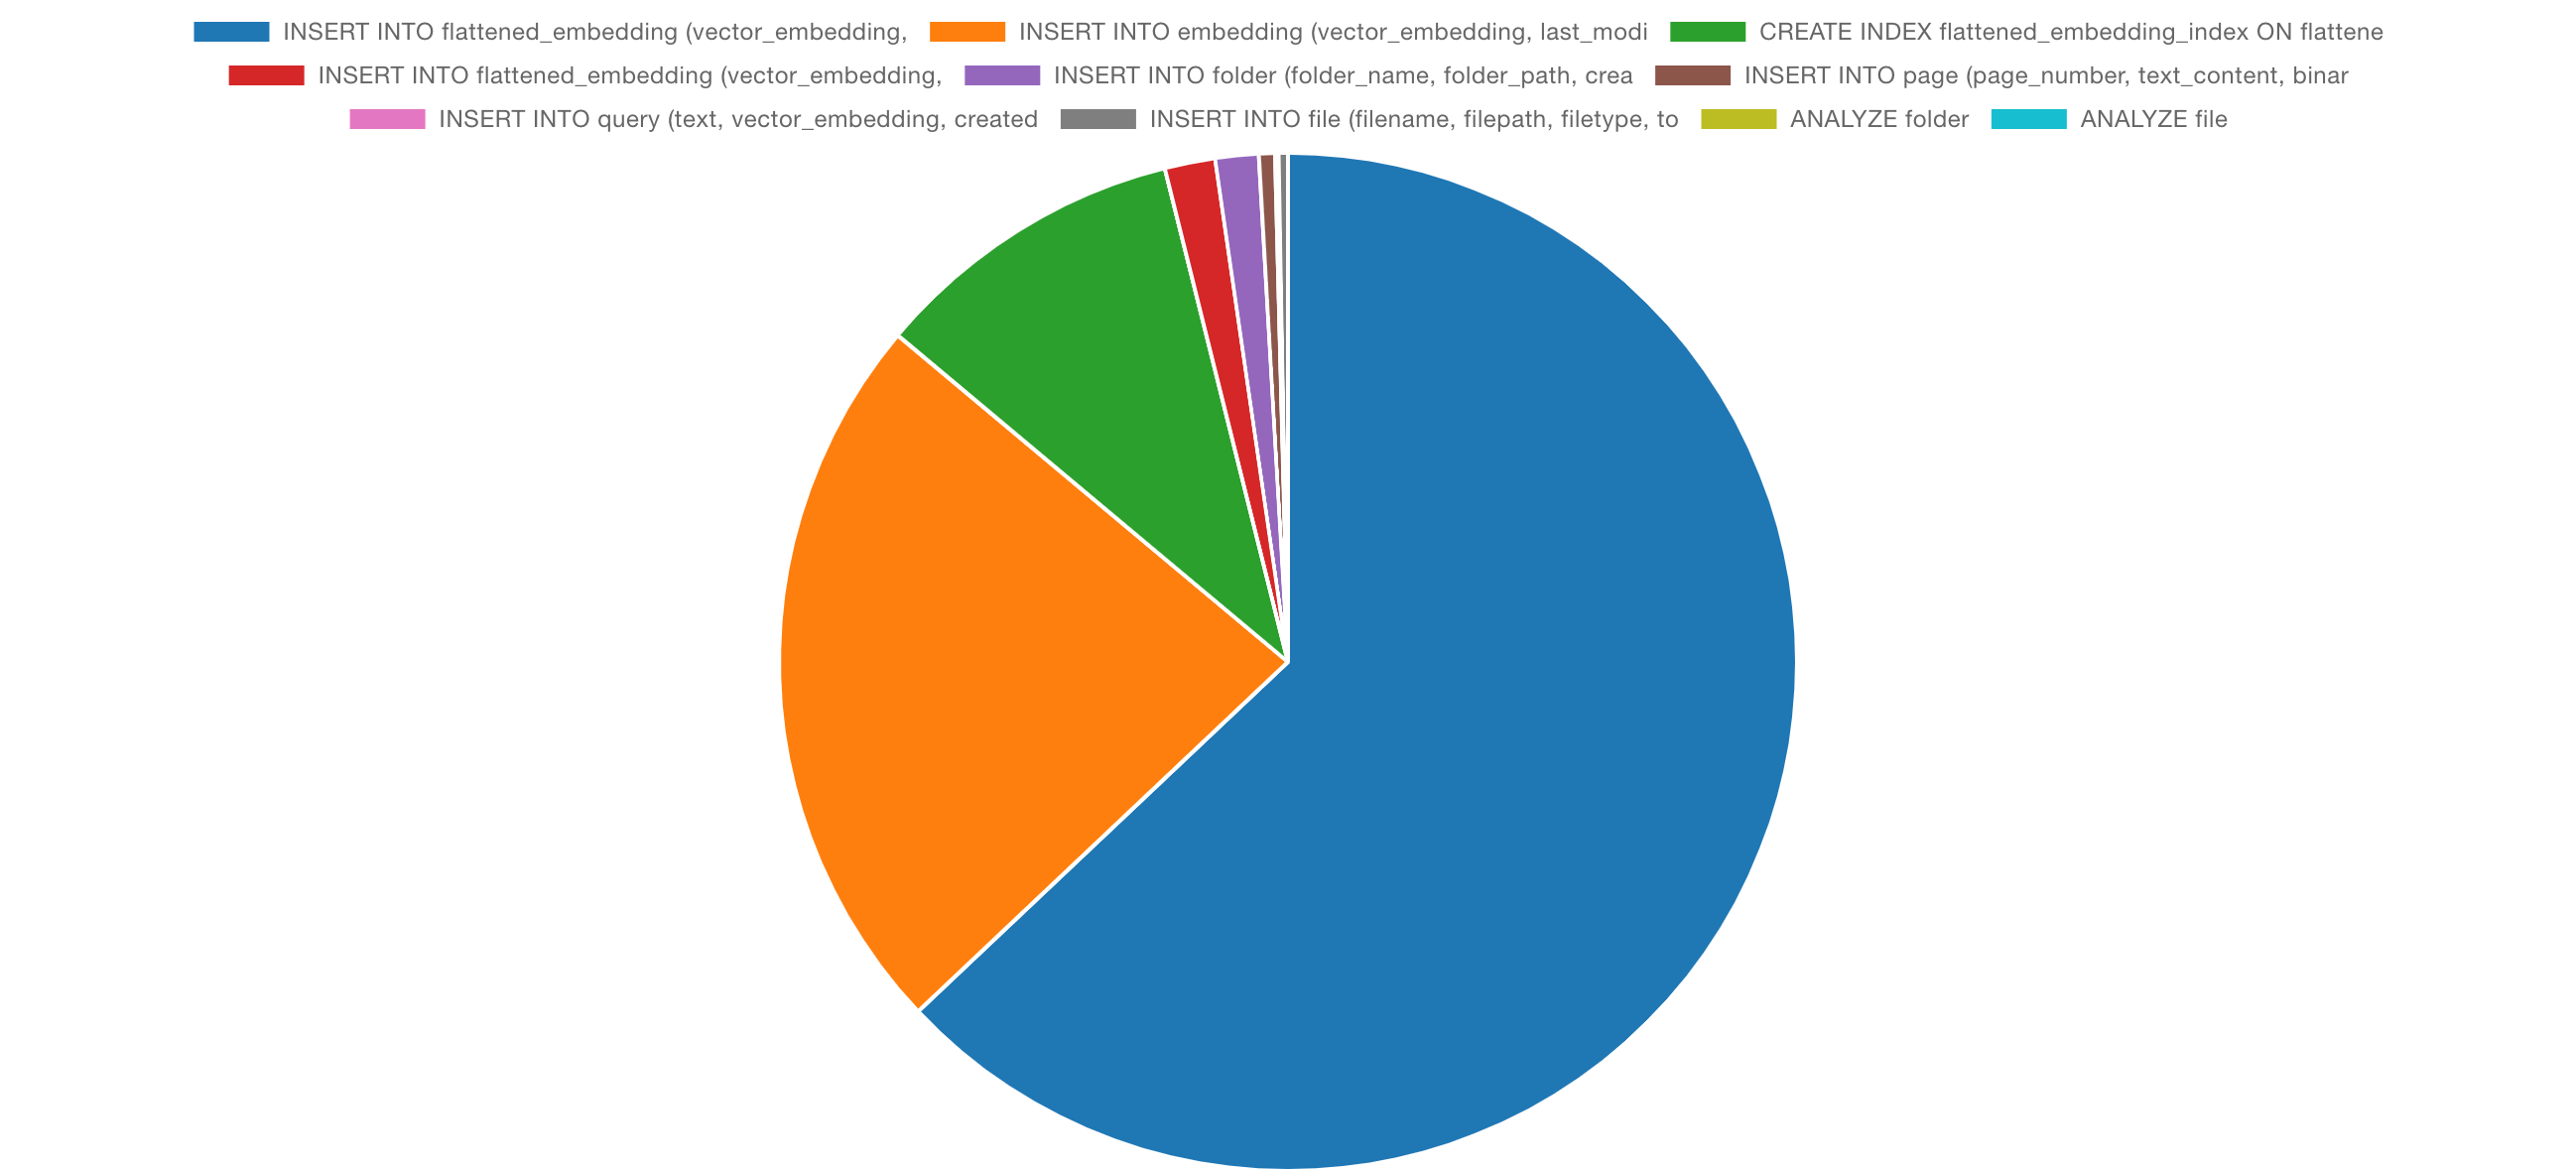 INSERT INTO flattened_embedding (vector_embedding, INSERT INTO embedding (vector_embedding, last_modi CREATE INDEX flattened_embedding_index ON flattene
INSERT INTO flattened_embedding (vector_embedding, INSERT INTO folder (folder_name, folder_path, crea INSERT INTO page (page_number, text_content, binar
INSERT INTO query (text, vector_embedding, created INSERT INTO file (filename, filepath, filetype, to ANALYZE folder ANALYZE file